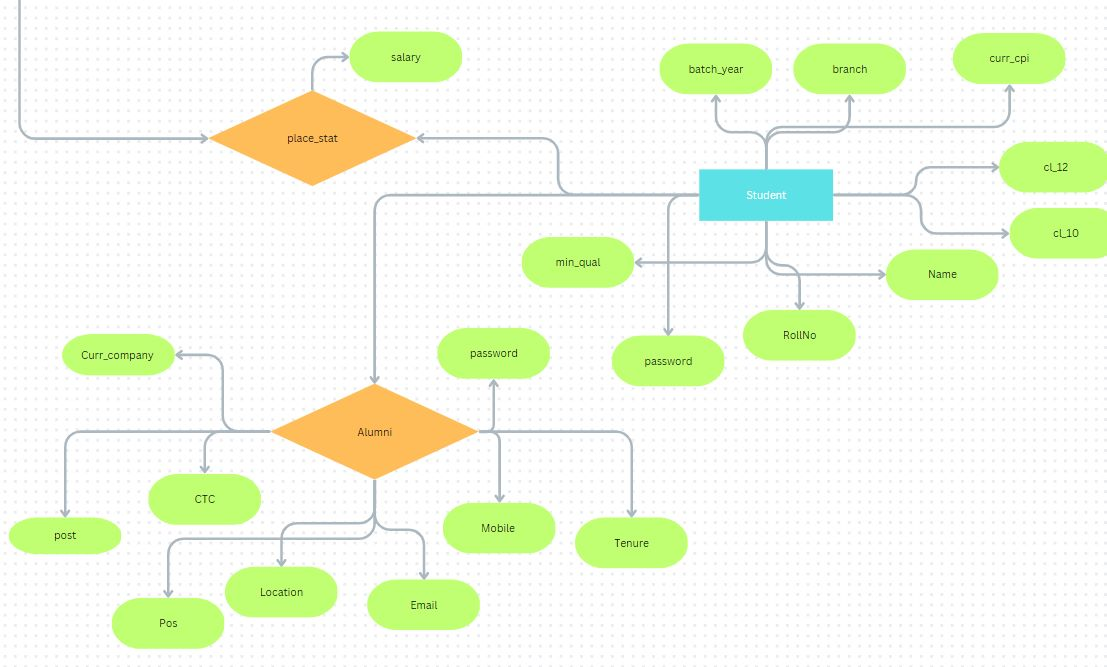 salary
batch_year
branch
curr_cpi
place_stat
cl_12
Student
cl_10
min_qual
Name
RollNo
password
password
Curr_company
Alumni
CTC
Mobile
post
Tenure
Location
Email
Pos